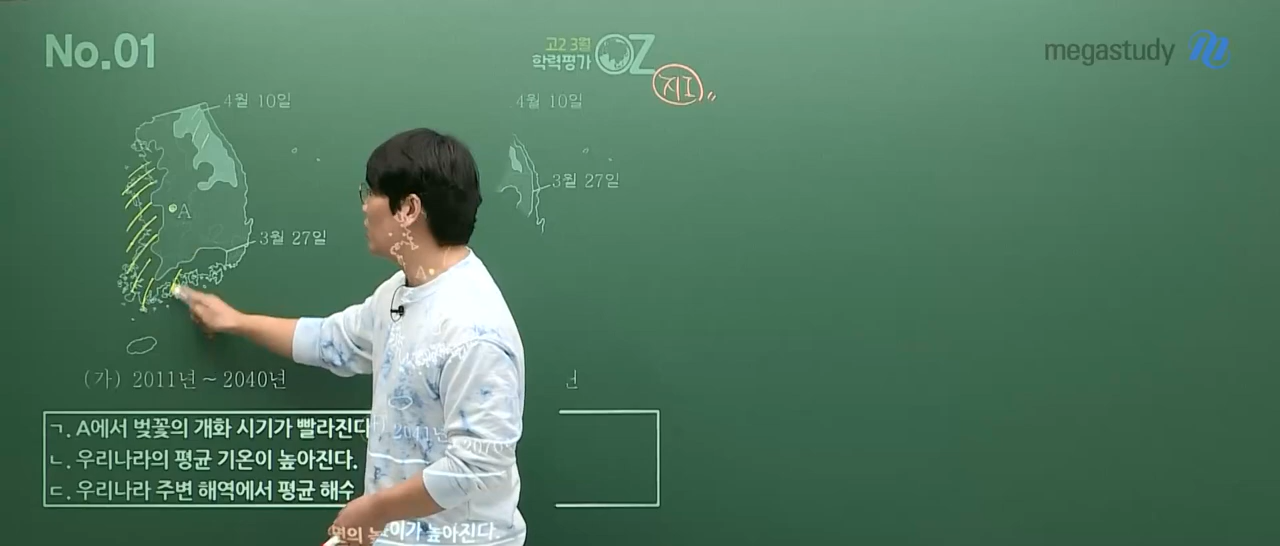 No.01
고2 3월
학력평가 OZ
지I
megastudy
4월 10일
4월 10일
3월 27일
A
3월 27일
A
(가) 2011년 ~ 2040년
ㄱ. A에서 벚꽃의 개화 시기가 빨라진다
2011년
ㄴ. 우리나라의 평균 기온이 높아진다.
ㄷ. 우리나라 주변 해역에서 평균 해수
면의 높이가 높아진다.